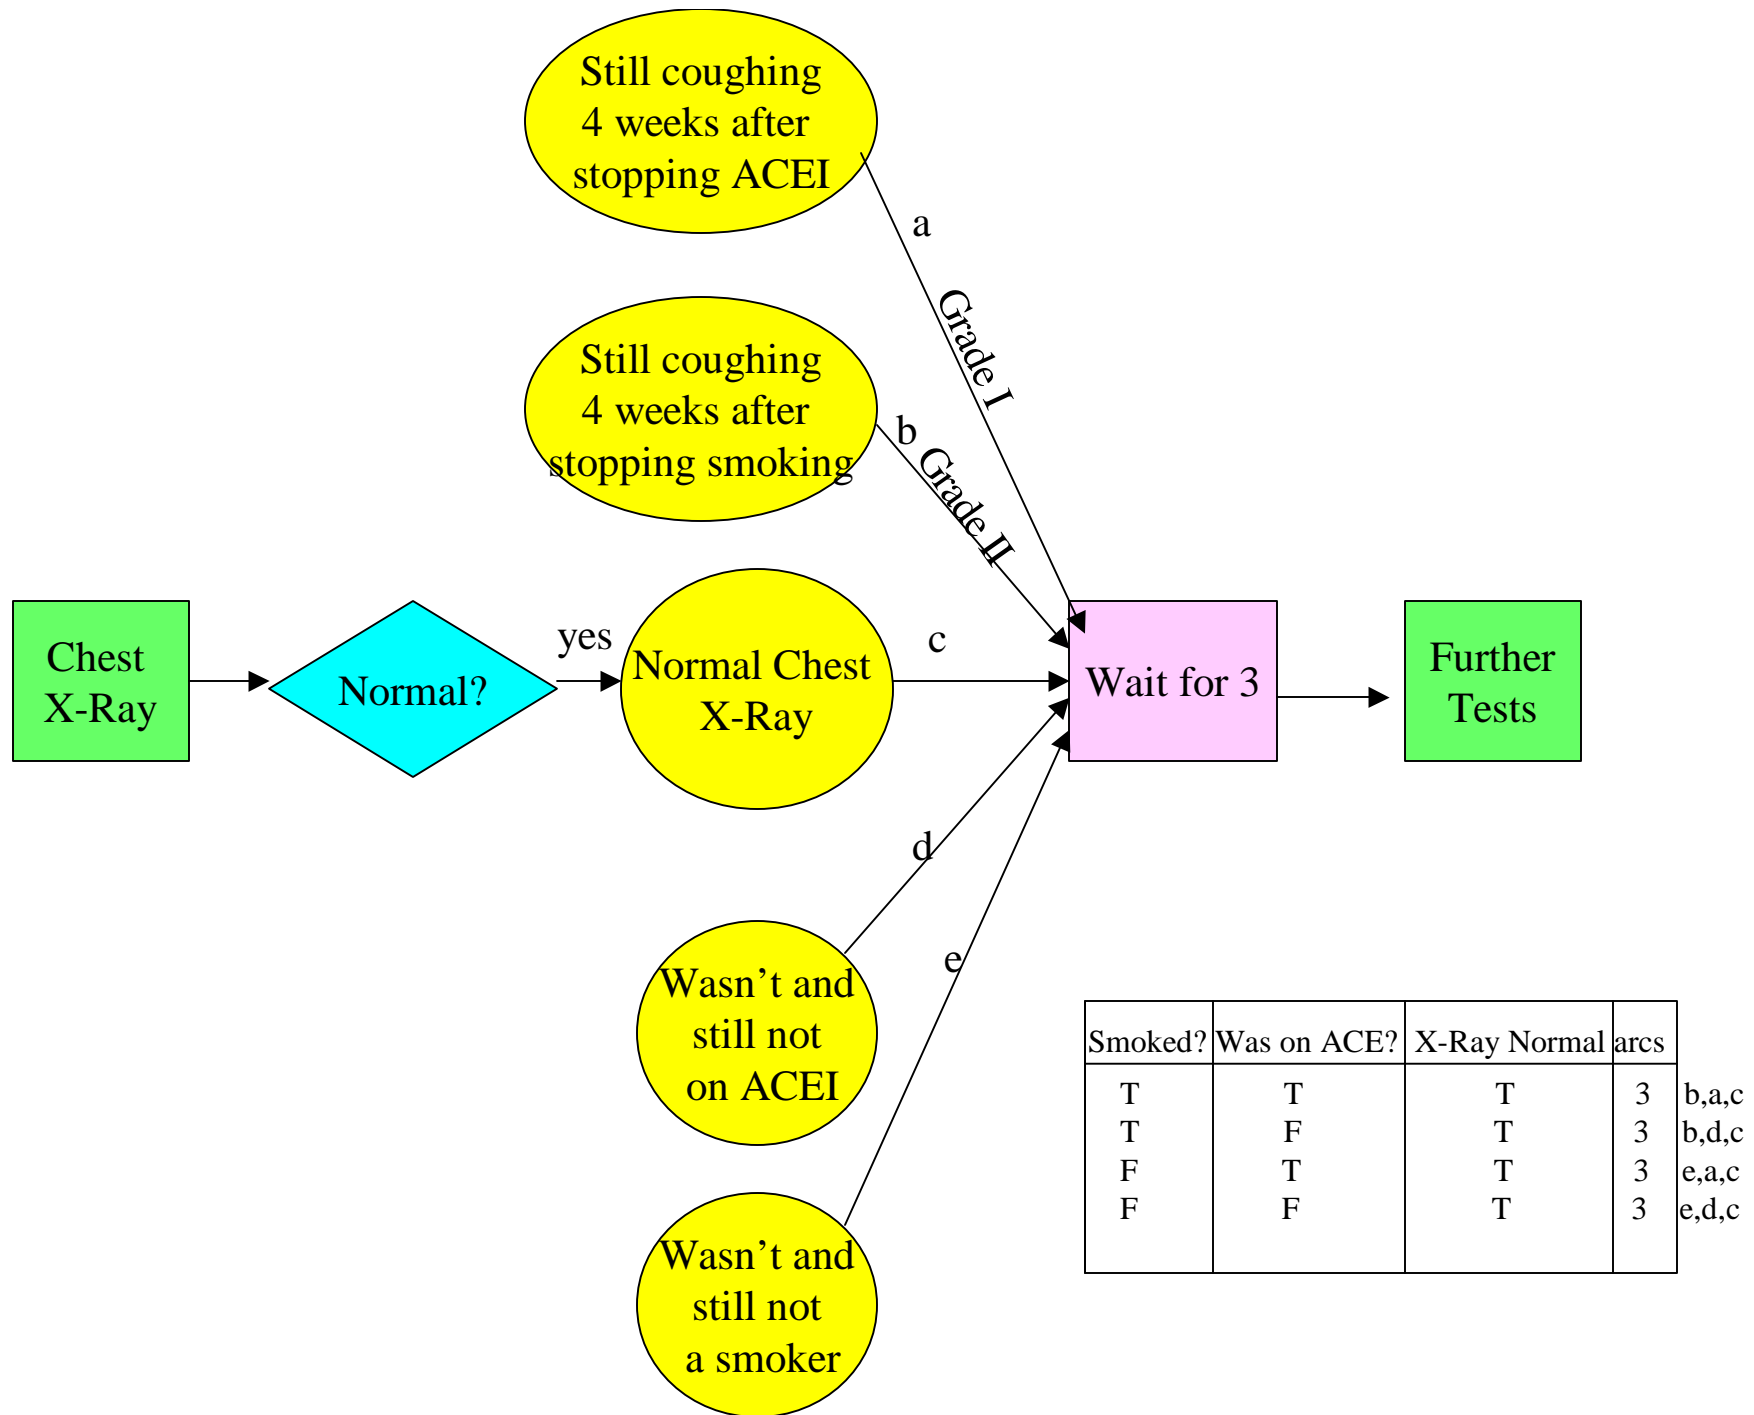 Still coughing
4 weeks after
stopping ACEI
a
Grade I
Still coughing
4 weeks after
stopping smoking
b
Grade II
Chest
X-Ray
Normal?
yes
Normal Chest
X-Ray
c
Wait for 3
Further
Tests
d
Wasn’t and
still not
on ACEI
e
Wasn’t and
still not
a smoker
Smoked? Was on ACE? X-Ray Normal arcs
T T T 3 b,a,c
T F T 3 b,d,c
F T T 3 e,a,c
F F T 3 e,d,c